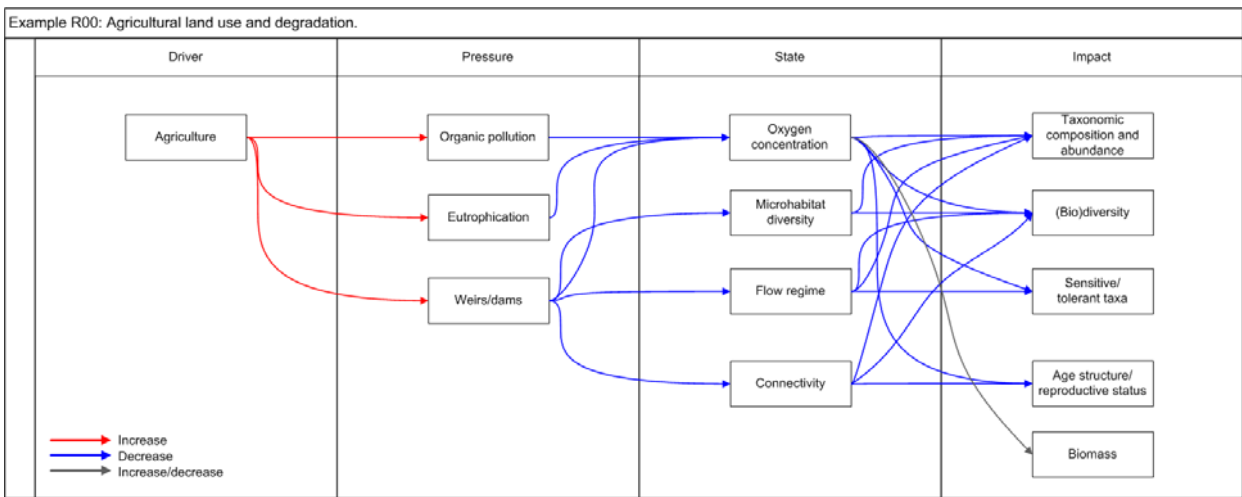 Example R00: Agricultural land use and degradation.
Driver
Pressure
State
Impact
Agriculture
Organic pollution
Oxygen
concentration
Taxonomic
composition and
abundance
Eutrophication
Microhabitat
diversity
(Bio)diversity
Weirs/dams
Flow regime
Sensitive/
tolerant taxa
Connectivity
Age structure/
reproductive status
Biomass
Increase
Decrease
Increase/decrease